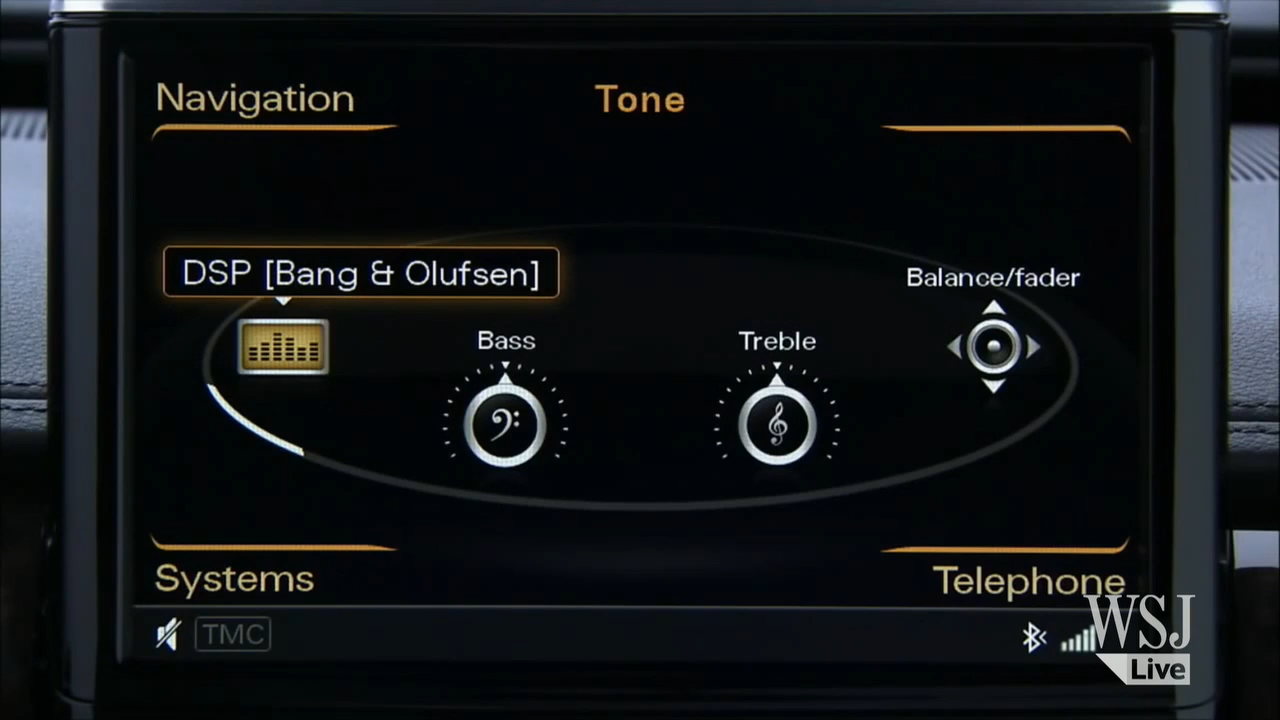 Navigation
Tone
DSP [Bang & Olufsen]
Balance/fader
Bass
Treble
Systems
Telephone
TMC
WSJ
Live